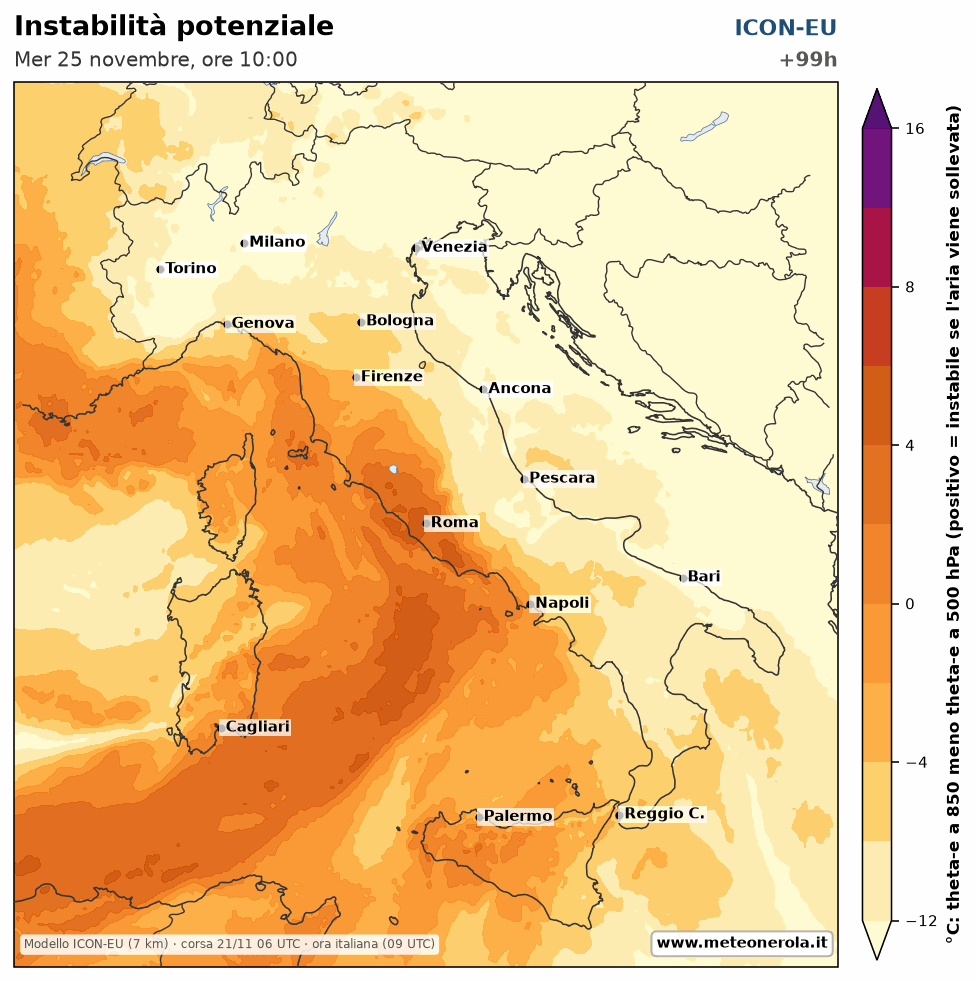 Instabilità potenziale
ICON-EU
Mer 25 novembre, ore 10:00
+99h
Milano
Venezia
Torino
Genova
Bologna
Firenze
Ancona
Pescara
Roma
Bari
Napoli
Cagliari
Palermo
Reggio C.
16
8
4
0
−4
−12
°C: theta-e a 850 meno theta-e a 500 hPa (positivo = instabile se l'aria viene sollevata)
Modello ICON-EU (7 km) · corsa 21/11 06 UTC · ora italiana (09 UTC)
www.meteonerola.it